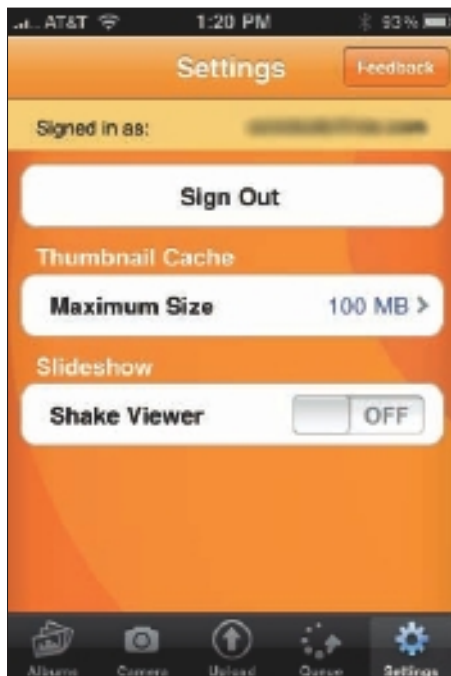 AT&T 1:20 PM 93%
Settings Feedback
Signed in as:
Sign Out
Thumbnail Cache
Maximum Size 100 MB >
Slideshow
Shake Viewer OFF
Albums Camera Upload Queue Settings